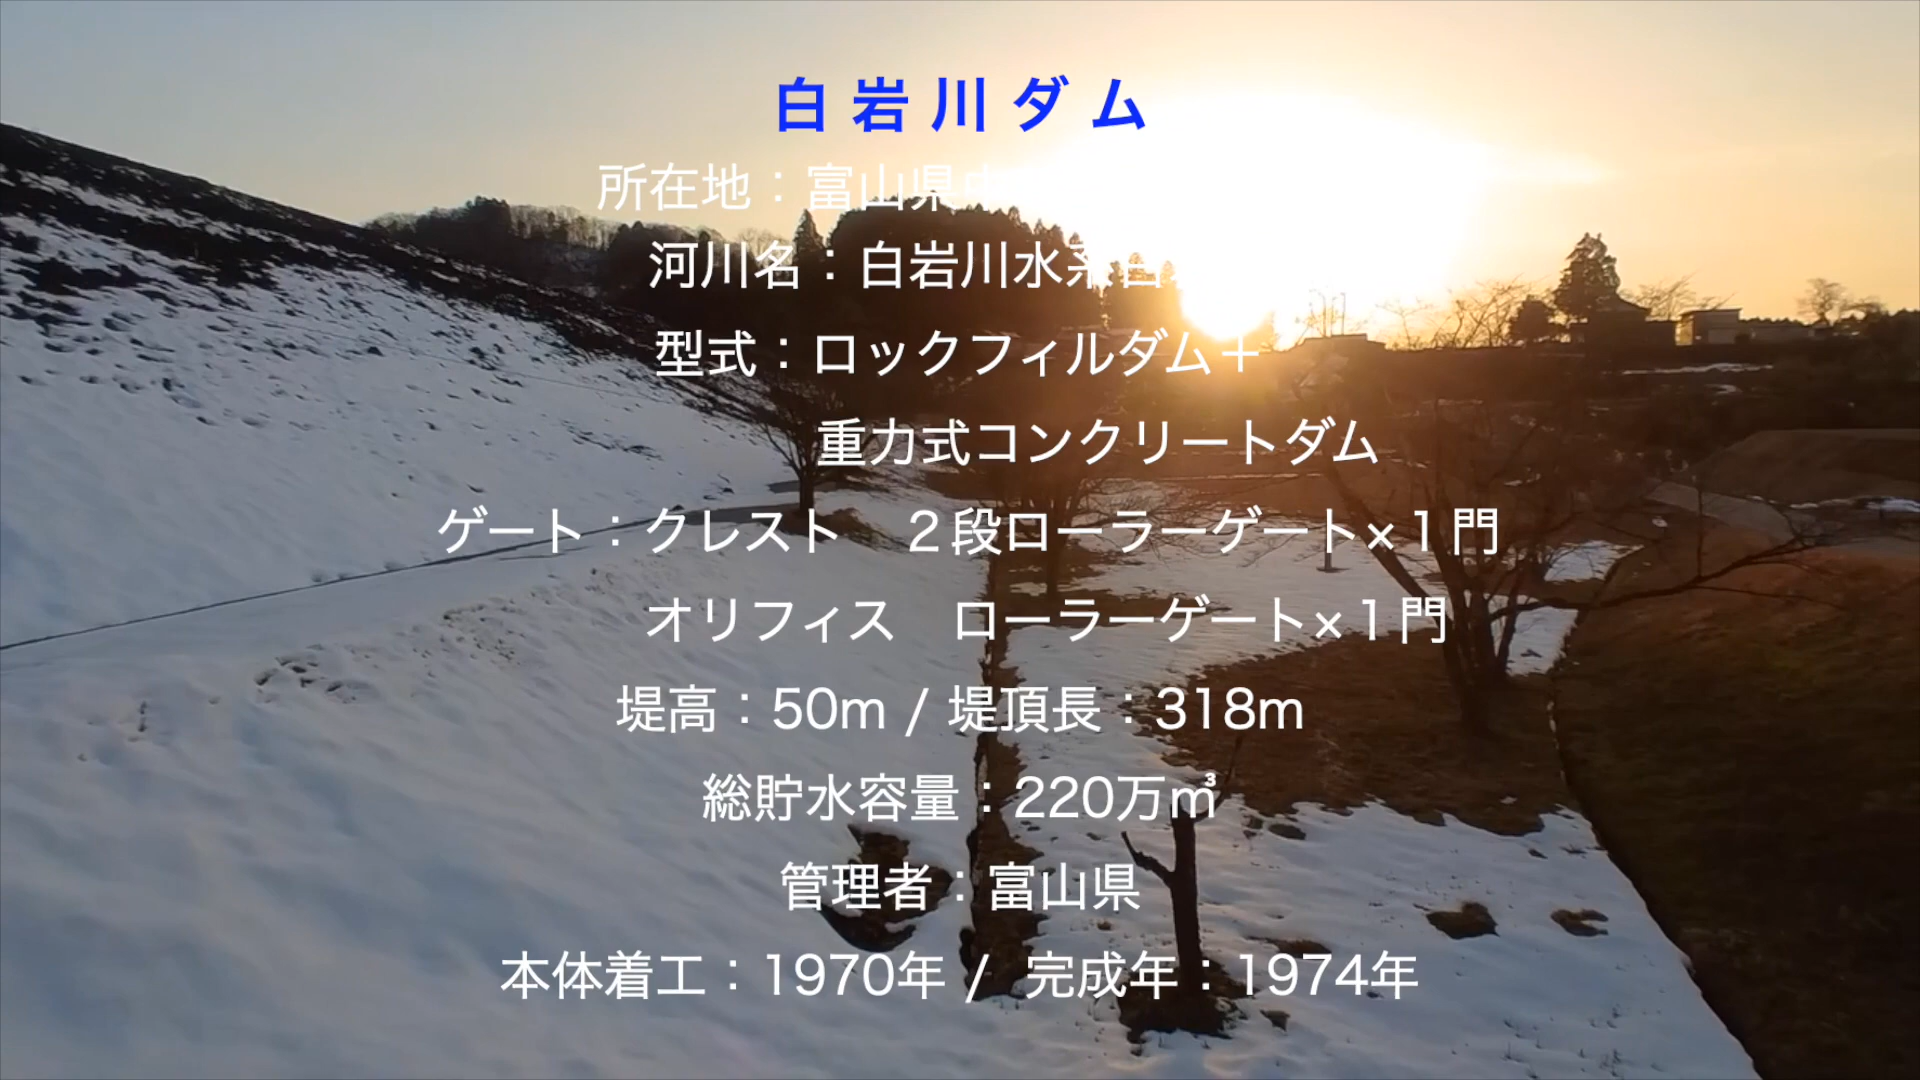 白岩川ダム
所在地：富山県中
河川名：白岩川水系白
型式：ロックフィルダム＋
重力式コンクリートダム
ゲート：クレスト　２段ローラーゲート×１門
オリフィス　ローラーゲート×１門
堤高：50m / 堤頂長：318m
総貯水容量：220万㎥
管理者：富山県
本体着工：1970年 / 完成年：1974年